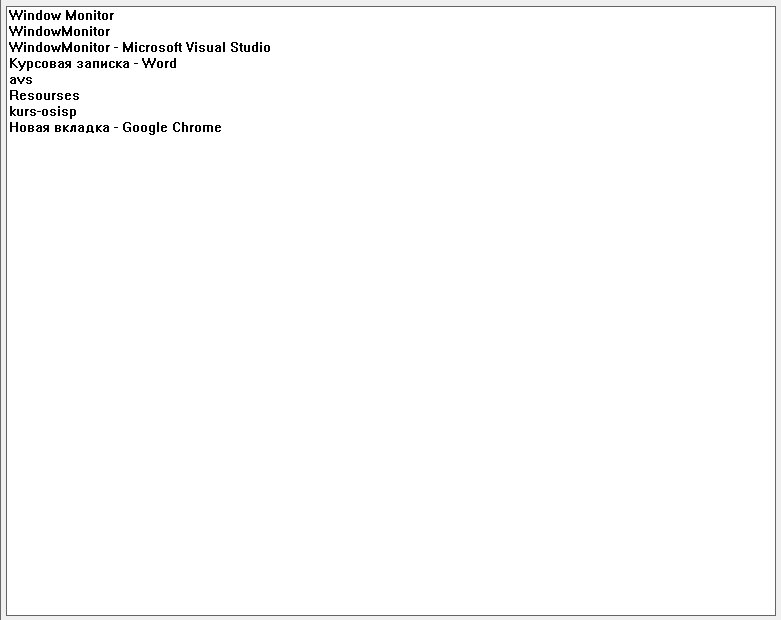 Window Monitor
WindowMonitor
WindowMonitor - Microsoft Visual Studio
Курсовая записка - Word
avs
Resourses
kurs-osisp
Новая вкладка - Google Chrome